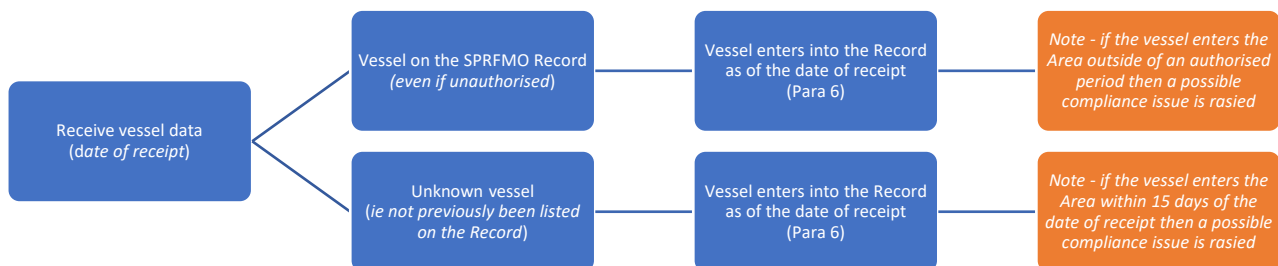 Receive vessel data
(date of receipt)
Vessel on the SPRFMO Record
(even if unauthorised)
Vessel enters into the Record
as of the date of receipt
(Para 6)
Note - if the vessel enters the
Area outside of an authorised
period then a possible
compliance issue is rasied
Unknown vessel
(ie not previously been listed
on the Record)
Vessel enters into the Record
as of the date of receipt
(Para 6)
Note - if the vessel enters the
Area within 15 days of the
date of receipt then a possible
compliance issue is rasied